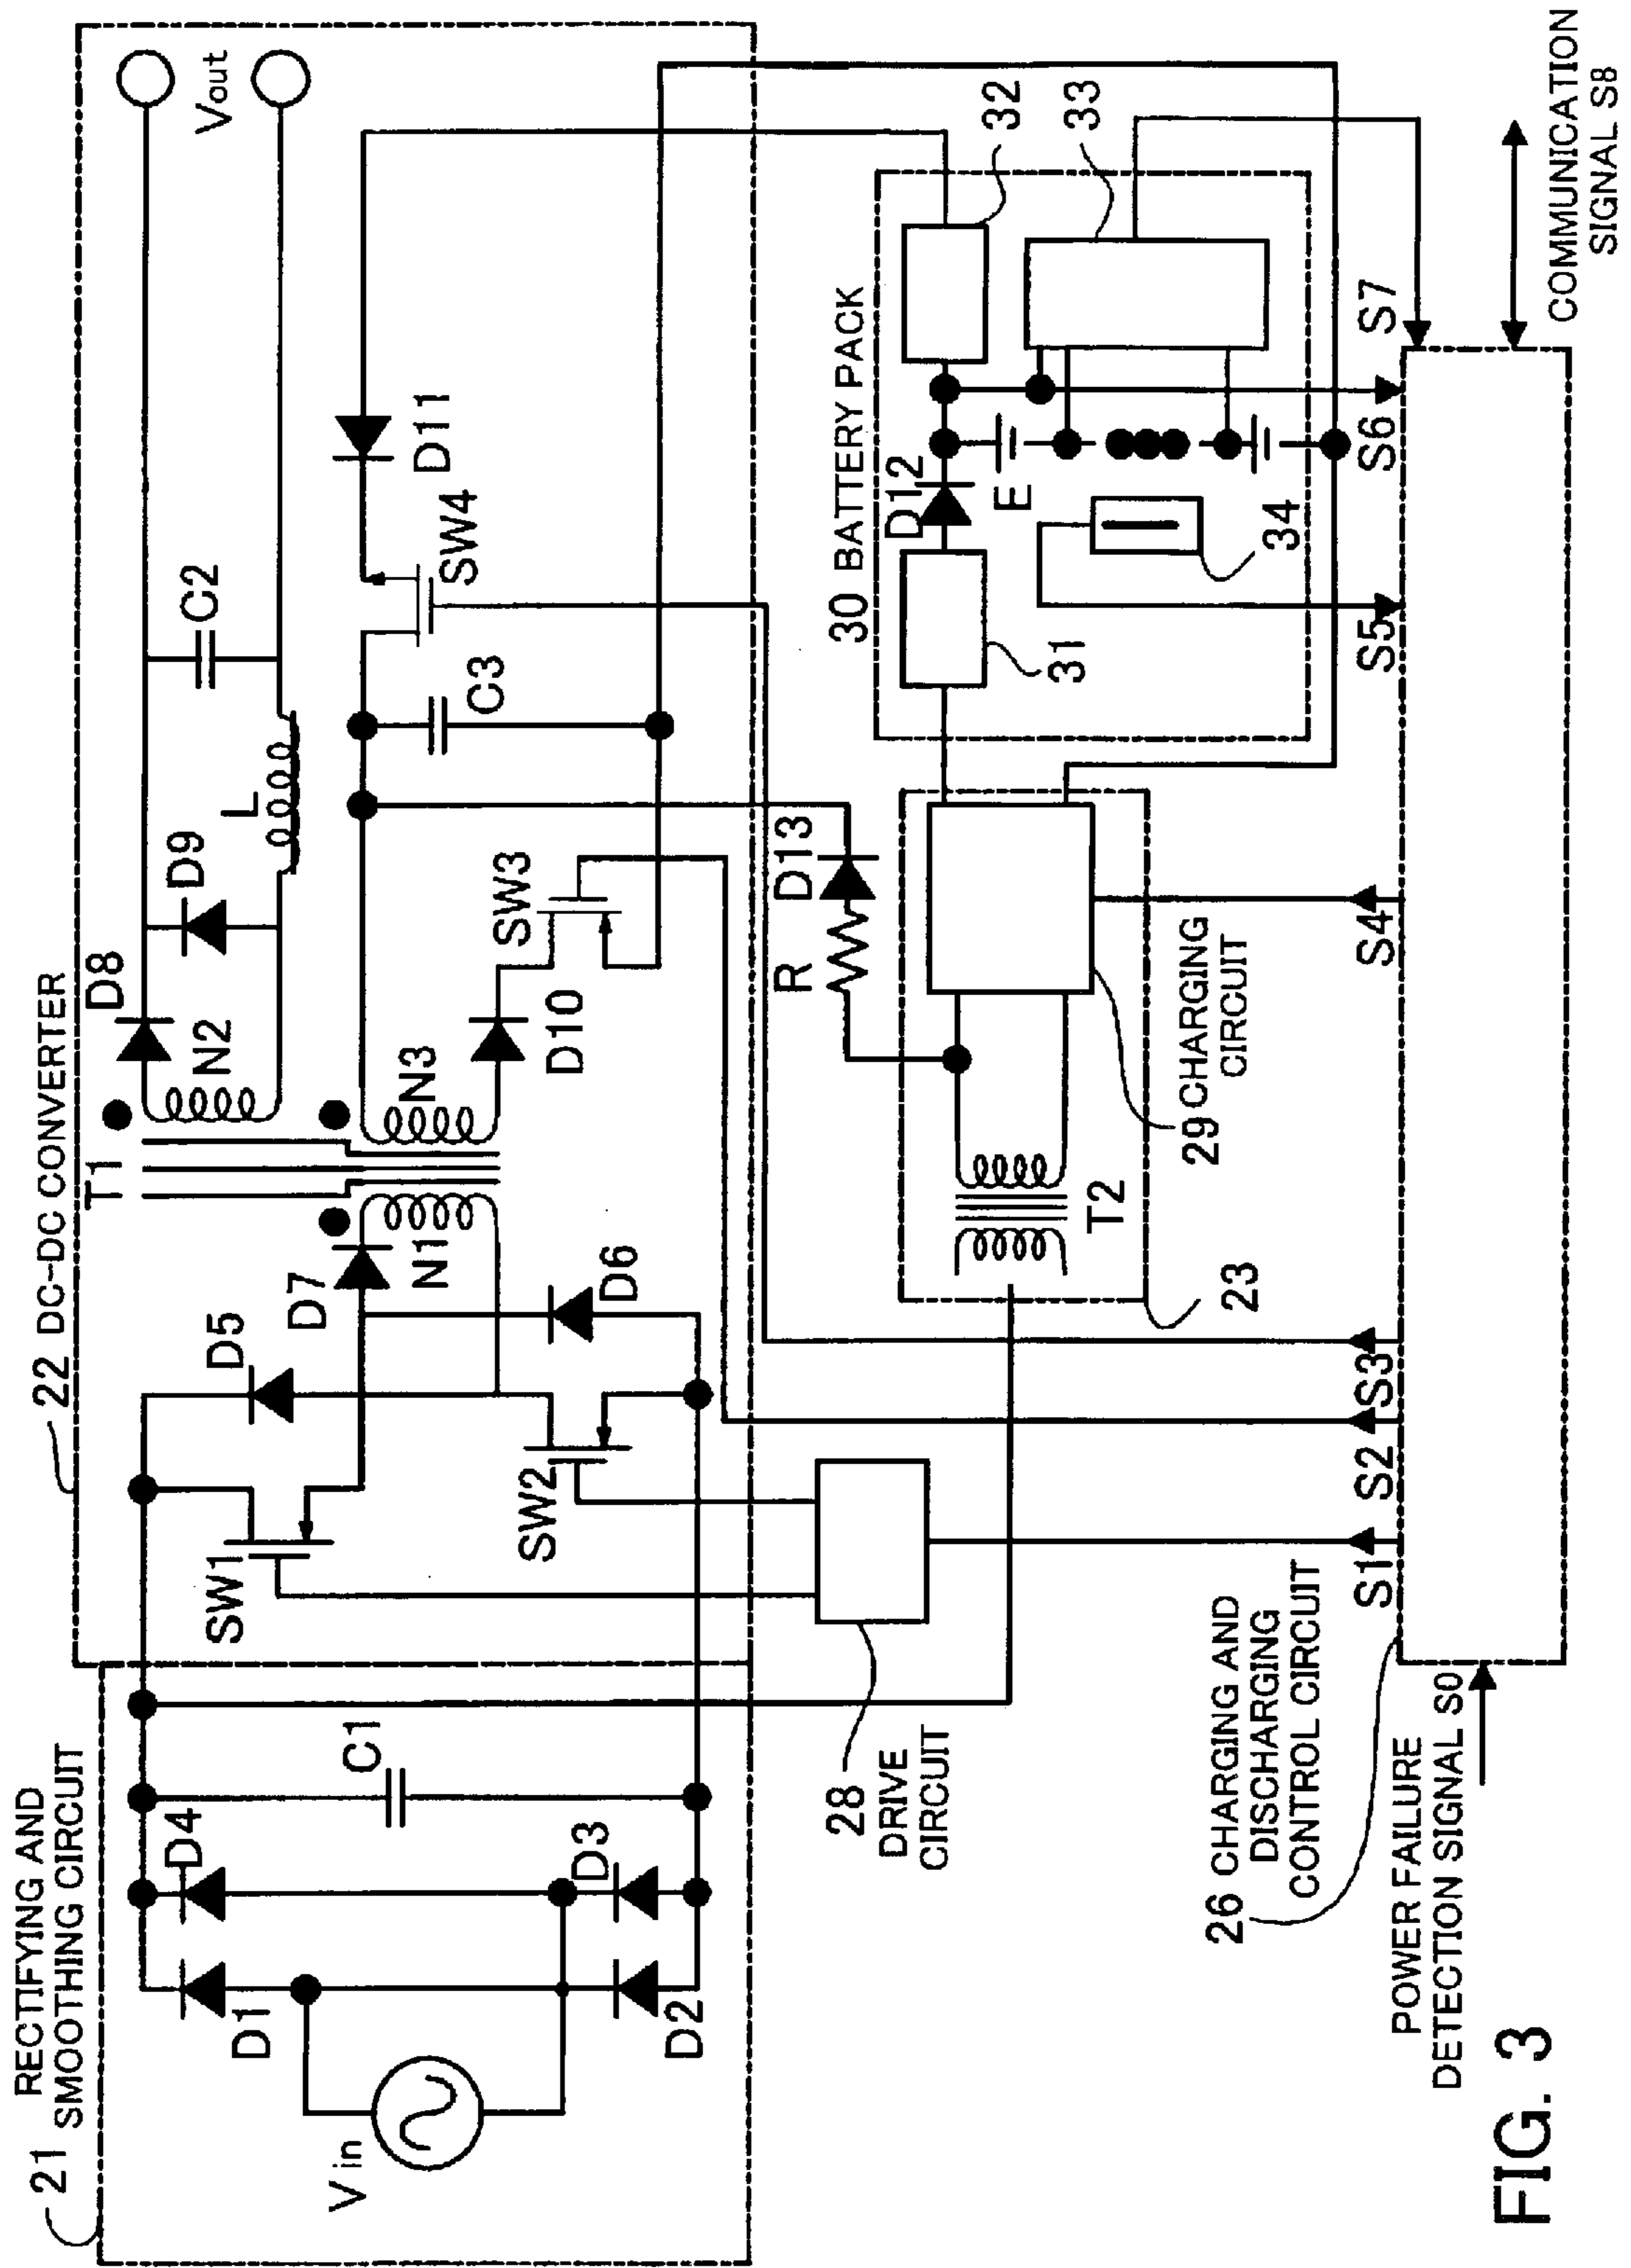 21 RECTIFYING AND
SMOOTHING CIRCUIT
22 DC-DC CONVERTER
Vin
D1
D2
D3
D4
C1
SW1
SW2
D5
D6
D7
T1
N1
N2
N3
D8
D9
D10
L
C2
Vout
SW3
C3
SW4
D11
28
DRIVE
CIRCUIT
R
D13
T2
23
29 CHARGING
CIRCUIT
30 BATTERY PACK
31
D12
E
32
33
34
26 CHARGING AND
DISCHARGING
CONTROL CIRCUIT
S1
S2
S3
S4
S5
S6
S7
POWER FAILURE
DETECTION SIGNAL S0
COMMUNICATION
SIGNAL S8
FIG. 3